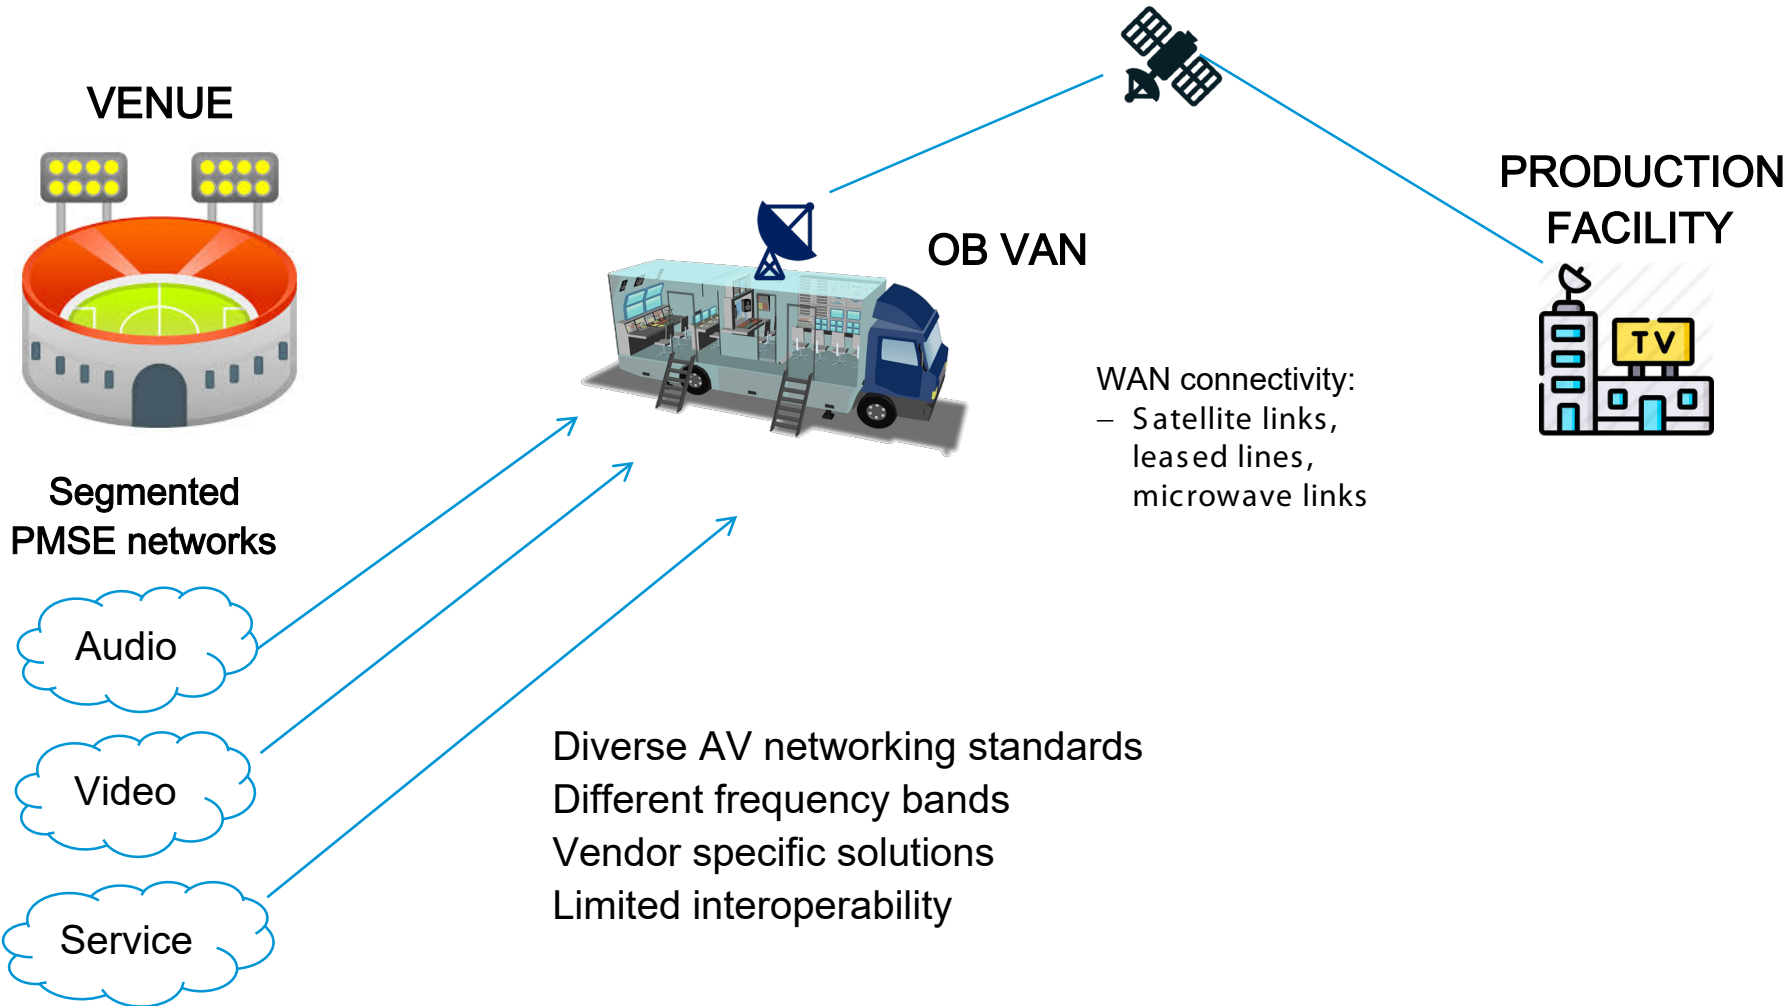 VENUE
Segmented
PMSE networks
Audio
Video
Service
OB VAN
WAN connectivity:
– Satellite links,
leased lines,
microwave links
PRODUCTION
FACILITY
TV
Diverse AV networking standards
Different frequency bands
Vendor specific solutions
Limited interoperability